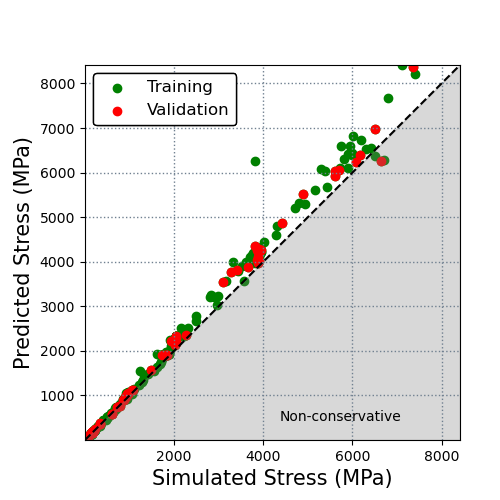 Training
Validation
8000
7000
6000
5000
4000
3000
2000
1000
Predicted Stress (MPa)
Non-conservative
2000
4000
6000
8000
Simulated Stress (MPa)